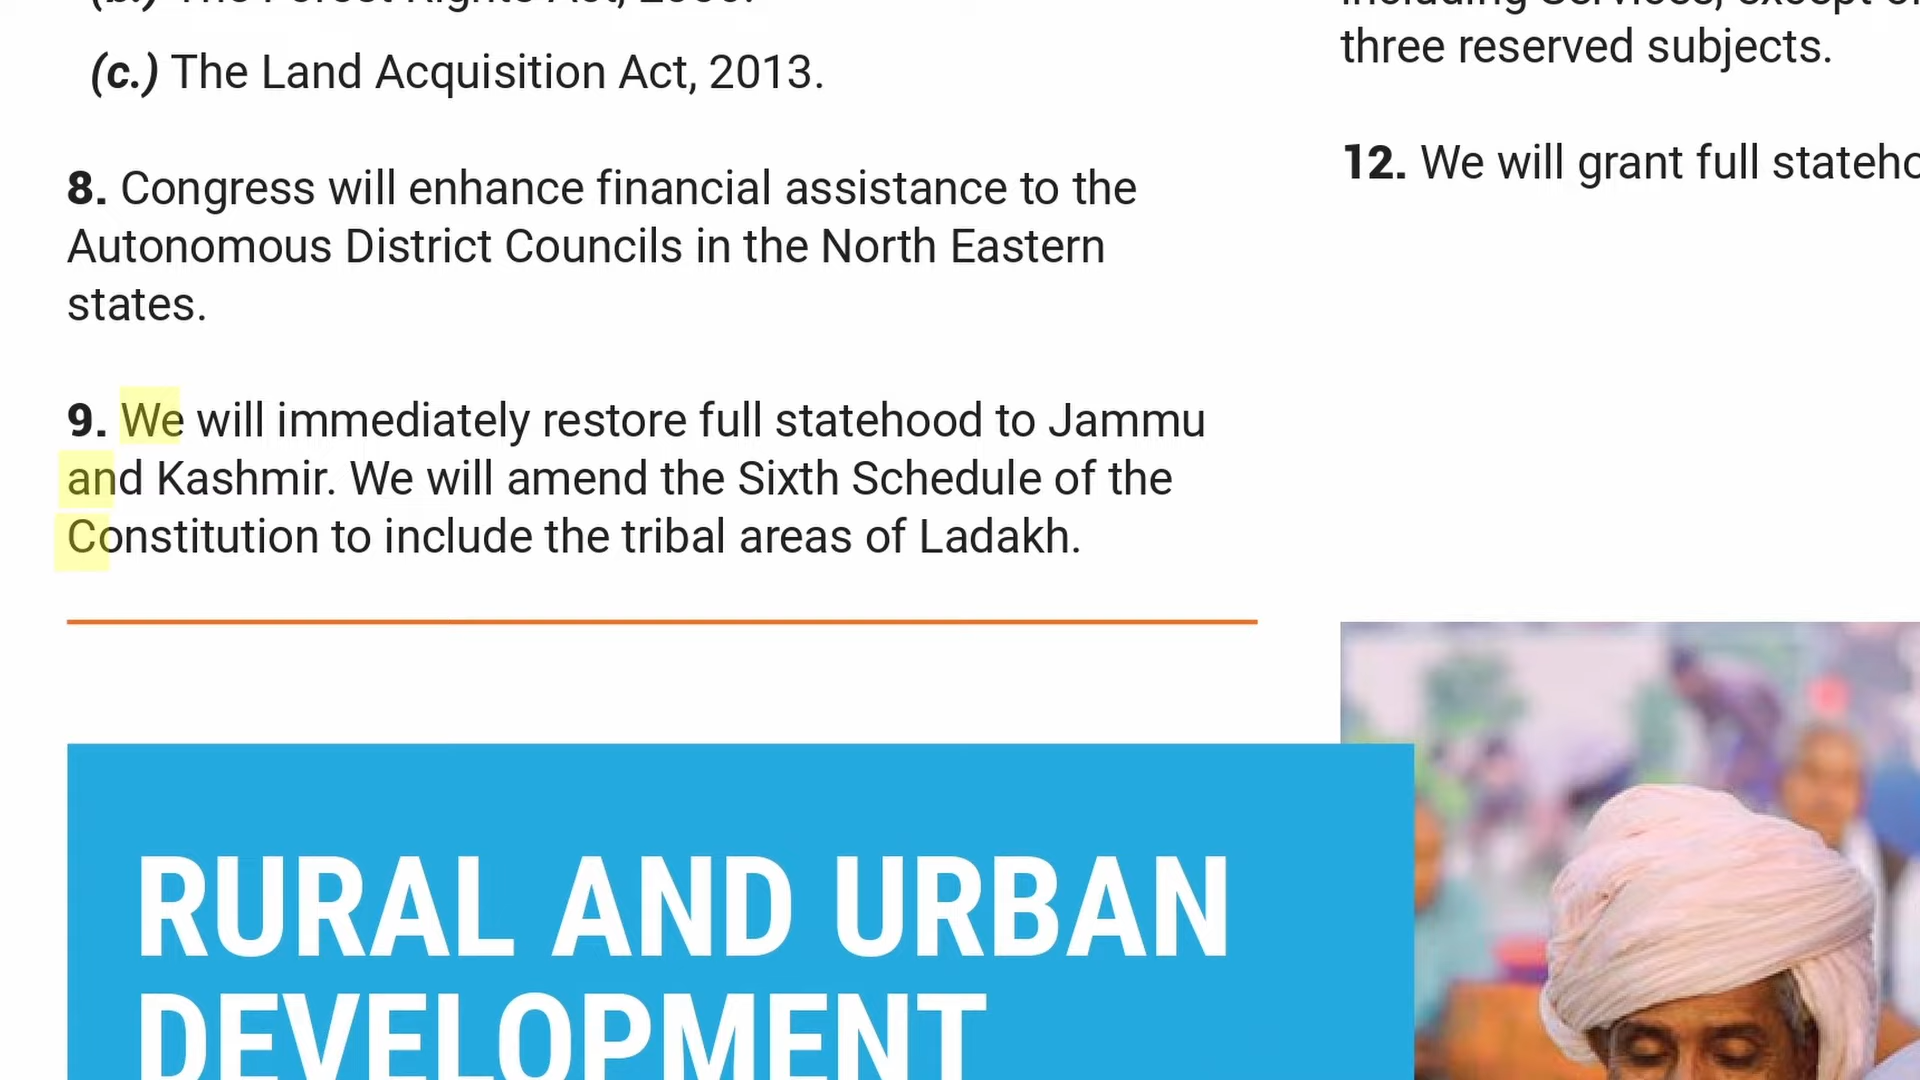 (c.) The Land Acquisition Act, 2013.
8. Congress will enhance financial assistance to the
Autonomous District Councils in the North Eastern
states.
9. We will immediately restore full statehood to Jammu
and Kashmir. We will amend the Sixth Schedule of the
Constitution to include the tribal areas of Ladakh.
RURAL AND URBAN
DEVELOPMENT
three reserved subjects.
12. We will grant full